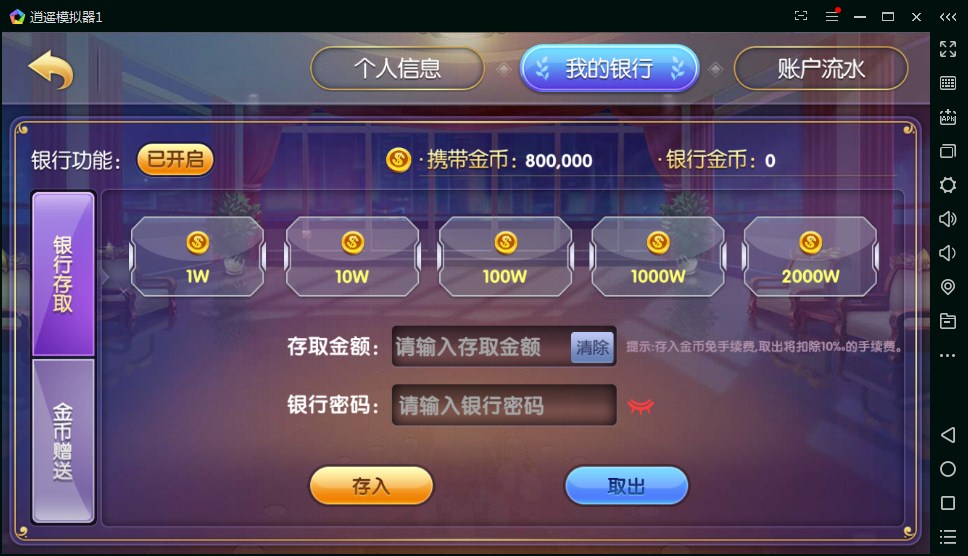 逍遥模拟器1
个人信息
我的银行
账户流水
银行功能：已开启
·携带金币：800,000
·银行金币：0
银行存取
1W
10W
100W
1000W
2000W
存取金额：请输入存取金额 清除 提示:存入金币免手续费,取出将扣除10‰的手续费。
银行密码：请输入银行密码
金币赠送
存入
取出
APK